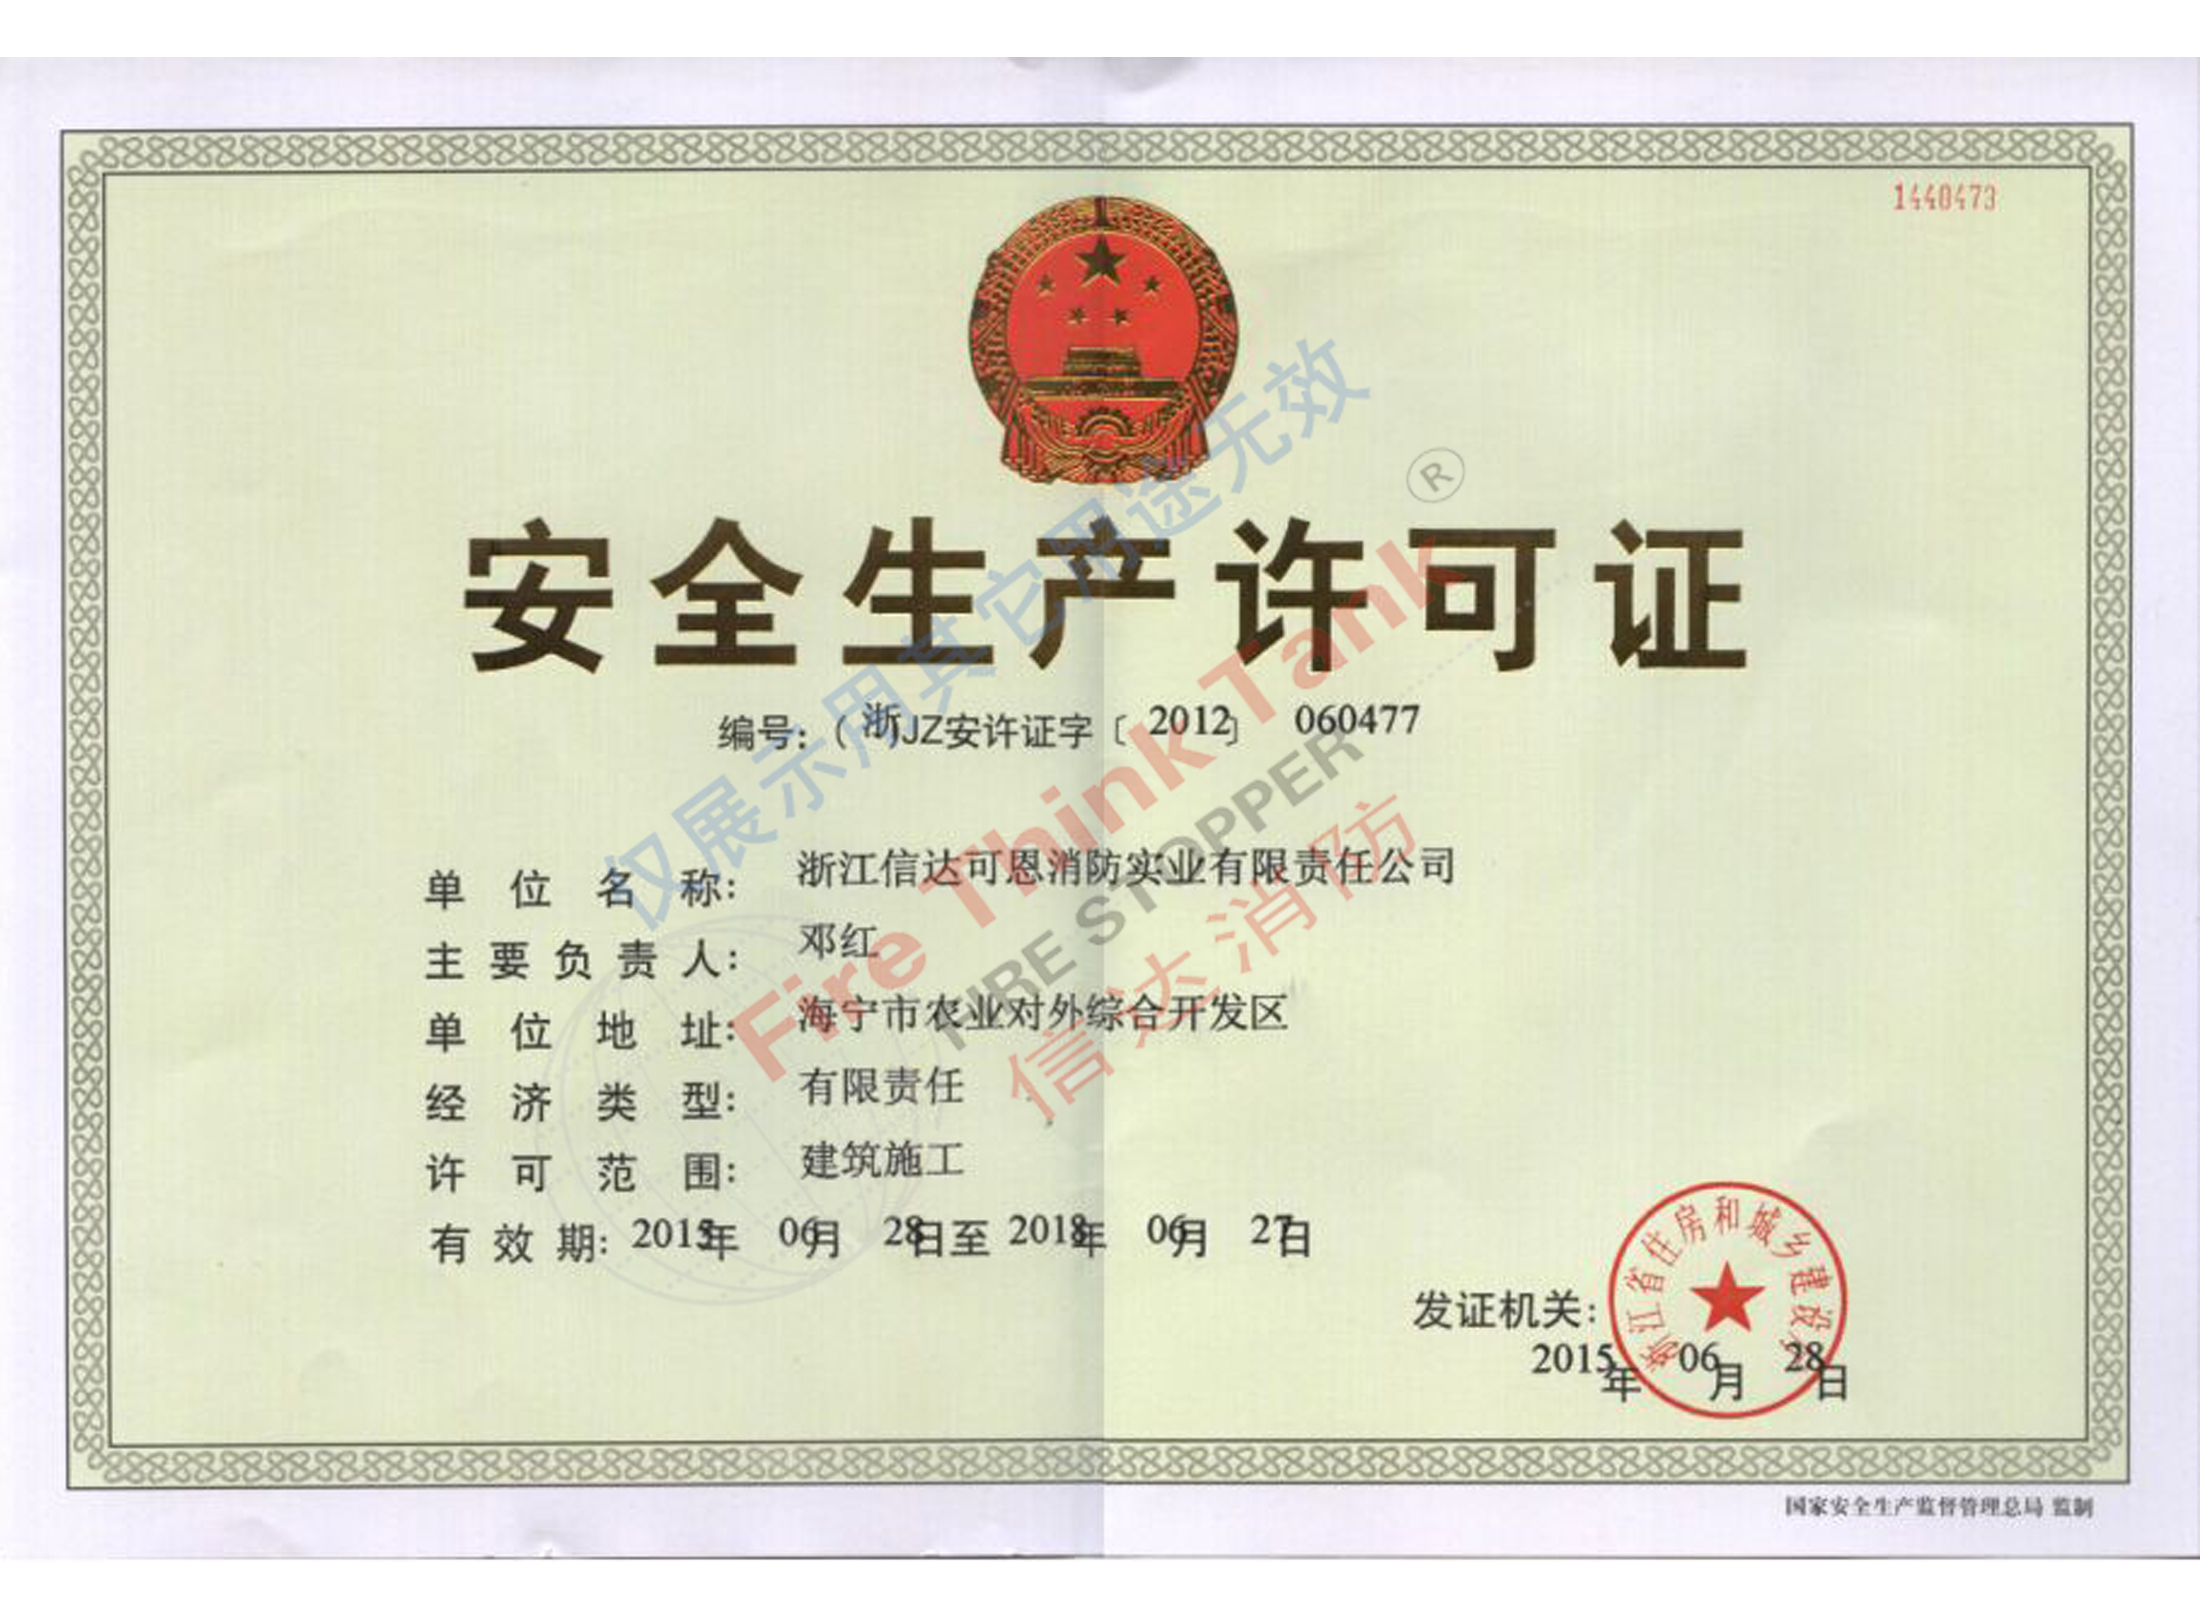 1440473
安全生产许可证
编号：（浙）JZ安许证字〔2012〕060477
单位名称：浙江信达可恩消防实业有限责任公司
主要负责人：邓红
单位地址：海宁市农业对外综合开发区
经济类型：有限责任
许可范围：建筑施工
有效期：2015年06月28日至2018年06月27日
发证机关：
浙江省住房和城乡建设厅
2015年06月28日
国家安全生产监督管理总局 监制
仅展示用其它用途无效
Fire Think Tank ®
FIRE STOPPER
信达消防